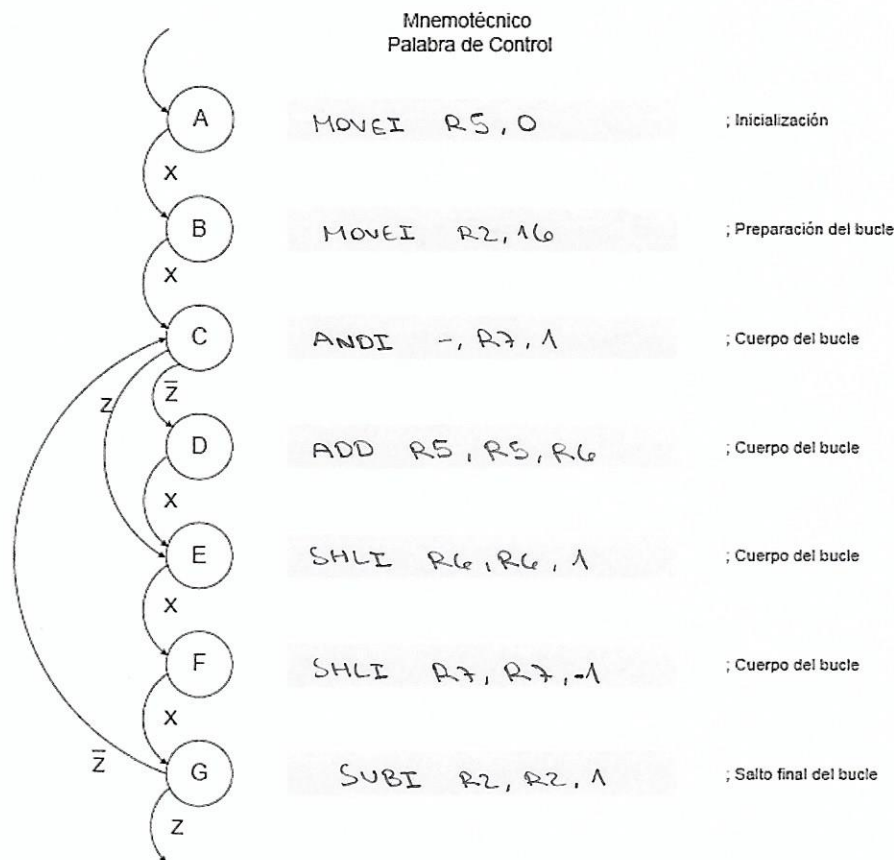 Mnemotécnico
Palabra de Control
A MOVEI R5, 0 ; Inicialización
X
B MOVEI R2, 16 ; Preparación del bucle
X
C ANDI -, R7, 1 ; Cuerpo del bucle
Z Z̅
D ADD R5, R5, R6 ; Cuerpo del bucle
X
E SHLI R6, R6, 1 ; Cuerpo del bucle
X
F SHLI R7, R7, -1 ; Cuerpo del bucle
X
Z̅
G SUBI R2, R2, 1 ; Salto final del bucle
Z